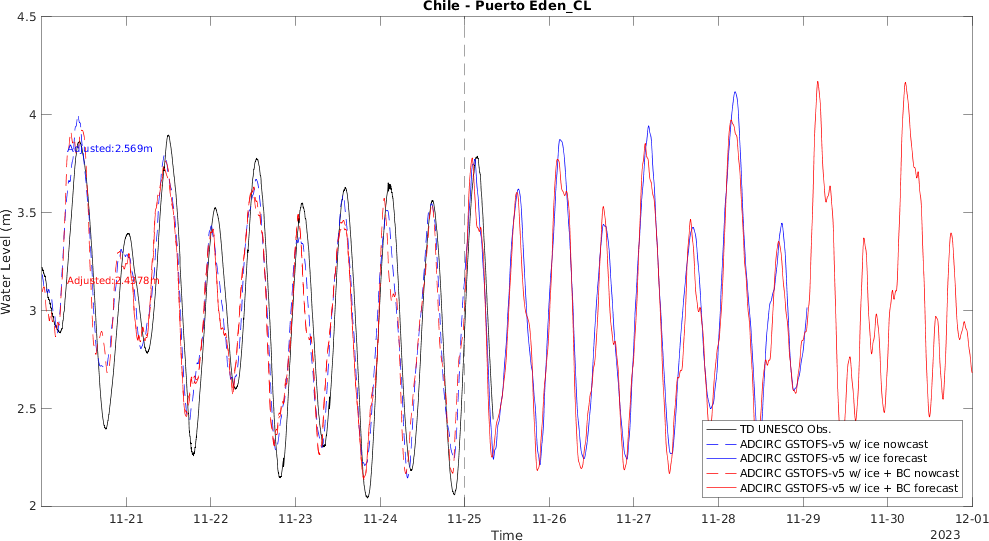 Chile - Puerto Eden_CL
4.5
4
3.5
3
2.5
2
Water Level (m)
Adjusted:2.569m
Adjusted:2.4378m
TD UNESCO Obs.
ADCIRC GSTOFS-v5 w/ ice nowcast
ADCIRC GSTOFS-v5 w/ ice forecast
ADCIRC GSTOFS-v5 w/ ice + BC nowcast
ADCIRC GSTOFS-v5 w/ ice + BC forecast
11-21 11-22 11-23 11-24 11-25 11-26 11-27 11-28 11-29 11-30 12-01
Time
2023